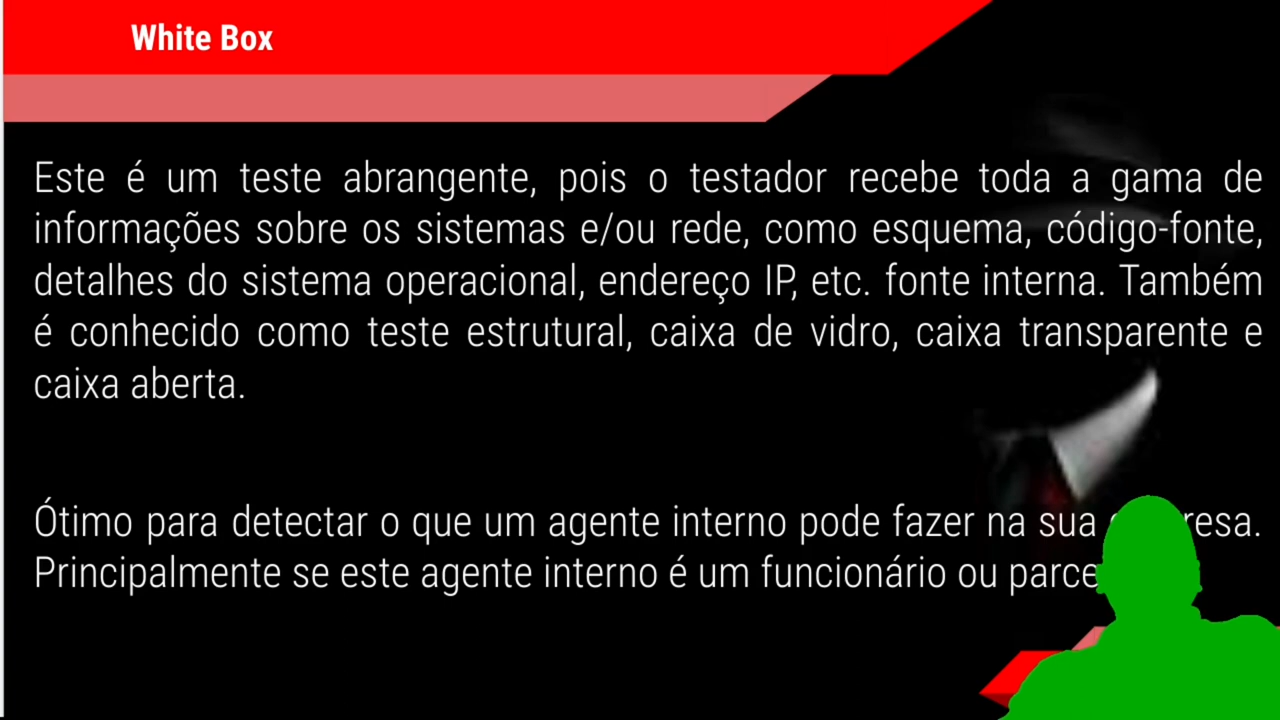 White Box
Este é um teste abrangente, pois o testador recebe toda a gama de
informações sobre os sistemas e/ou rede, como esquema, código-fonte,
detalhes do sistema operacional, endereço IP, etc. fonte interna. Também
é conhecido como teste estrutural, caixa de vidro, caixa transparente e
caixa aberta.
Ótimo para detectar o que um agente interno pode fazer na sua
Principalmente se este agente interno é um funcionário ou